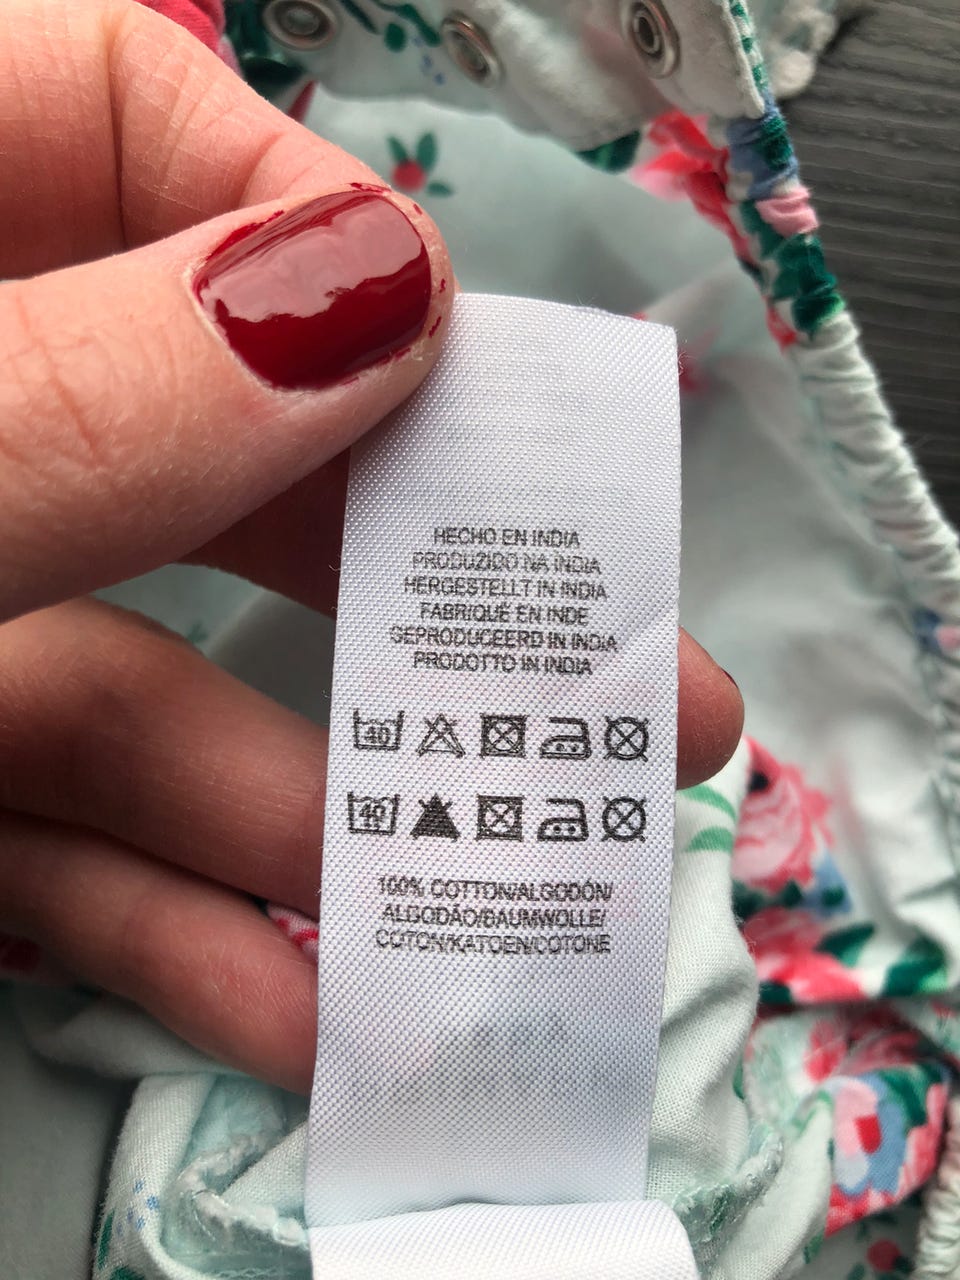 HECHO EN INDIA
PRODUZIDO NA INDIA
HERGESTELLT IN INDIA
FABRIQUE EN INDE
GEPRODUCEERD IN INDIA
PRODOTTO IN INDIA
40
40
100% COTTON/ALGODÓN/
ALGODÃO/BAUMWOLLE/
COTON/KATOEN/COTONE